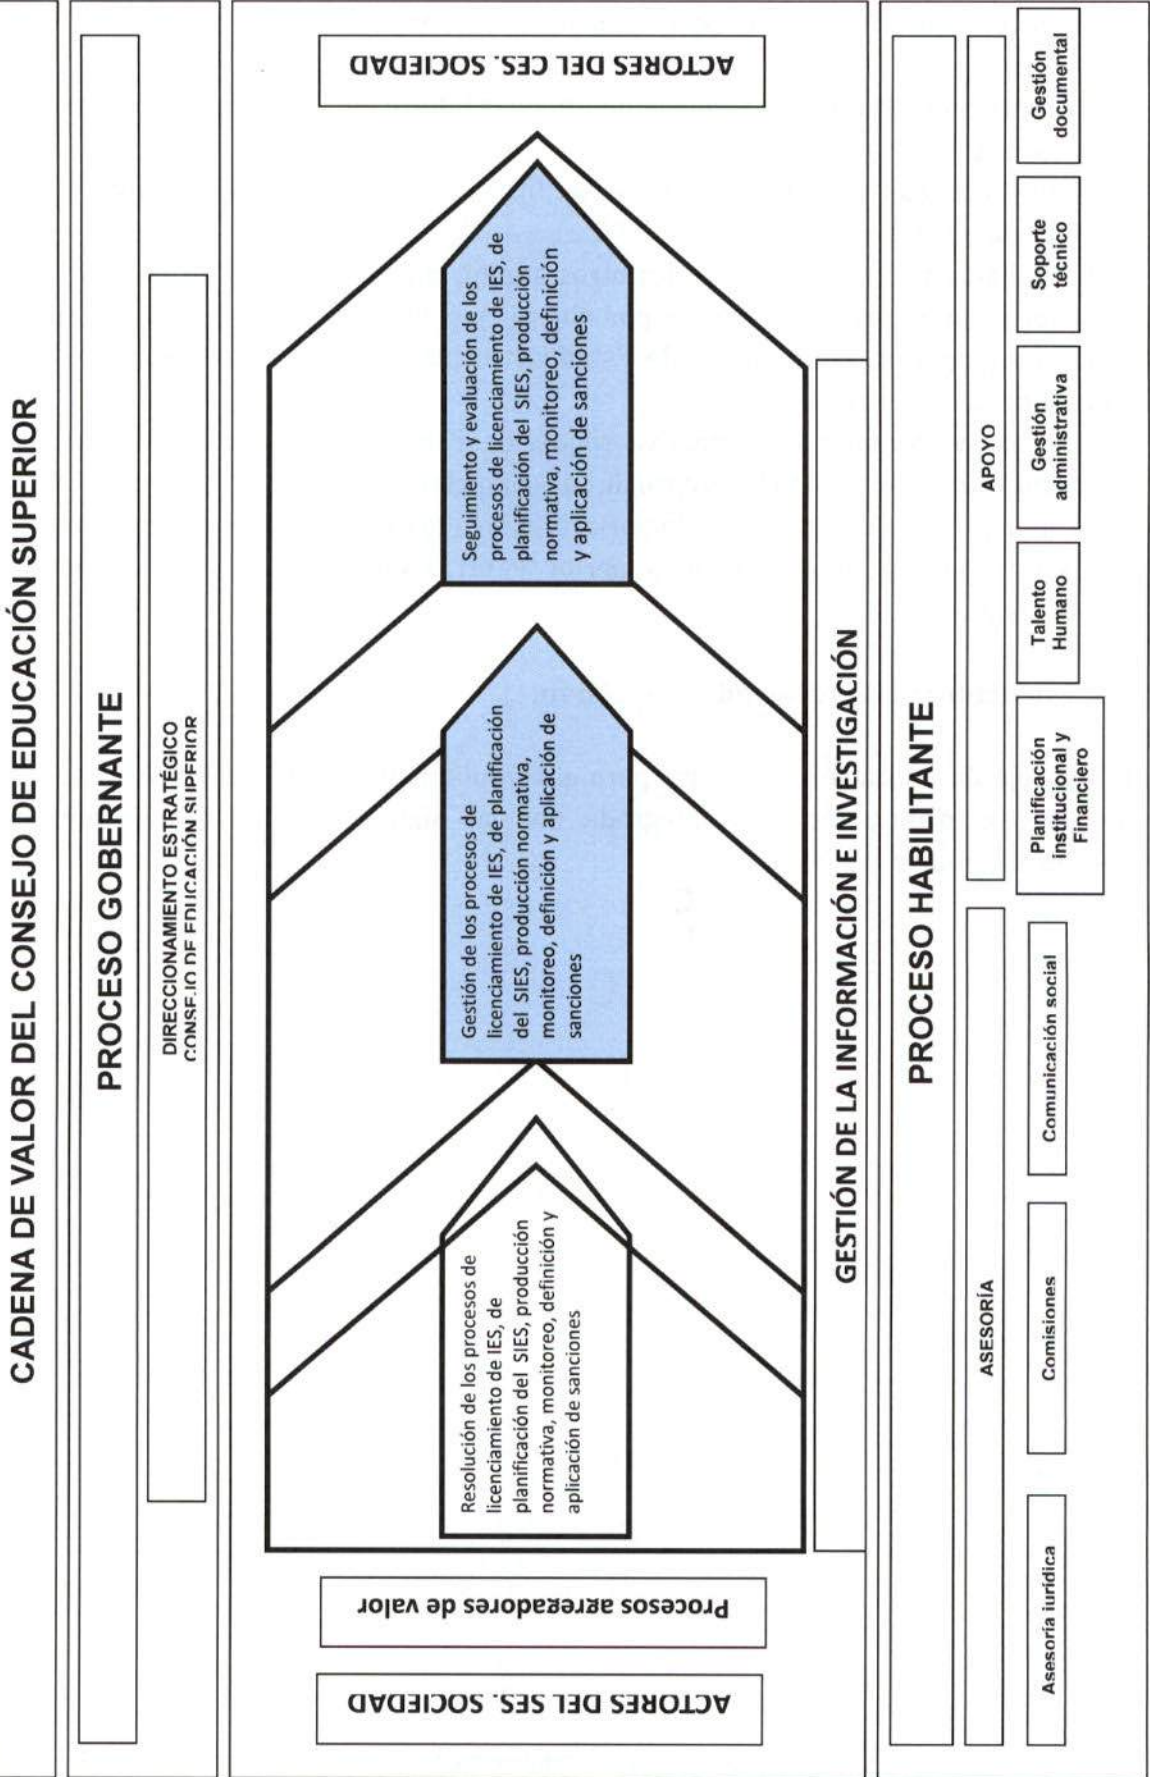 CADENA DE VALOR DEL CONSEJO DE EDUCACIÓN SUPERIOR
PROCESO GOBERNANTE
DIRECCIONAMIENTO ESTRATÉGICO
CONSEJO DE EDUCACIÓN SUPERIOR
ACTORES DEL SES. SOCIEDAD
Procesos agregadores de valor
Resolución de los procesos de
licenciamiento de IES, de
planificación del SIES, producción
normativa, monitoreo, definición y
aplicación de sanciones
Gestión de los procesos de
licenciamiento de IES, de planificación
del SIES, producción normativa,
monitoreo, definición y aplicación de
sanciones
Seguimiento y evaluación de los
procesos de licenciamiento de IES, de
planificación del SIES, producción
normativa, monitoreo, definición
y aplicación de sanciones
ACTORES DEL CES. SOCIEDAD
GESTIÓN DE LA INFORMACIÓN E INVESTIGACIÓN
PROCESO HABILITANTE
ASESORÍA
APOYO
Asesoría jurídica
Comisiones
Comunicación social
Planificación
institucional y
Financiero
Talento
Humano
Gestión
administrativa
Soporte
técnico
Gestión
documental